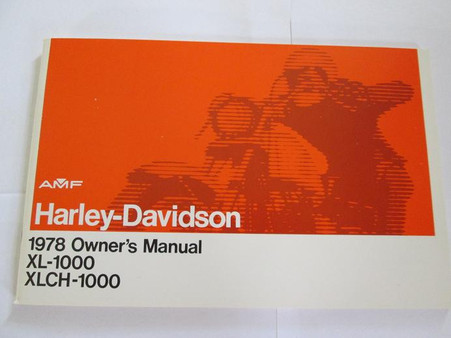 AMF
Harley-Davidson
1978 Owner's Manual
XL-1000
XLCH-1000